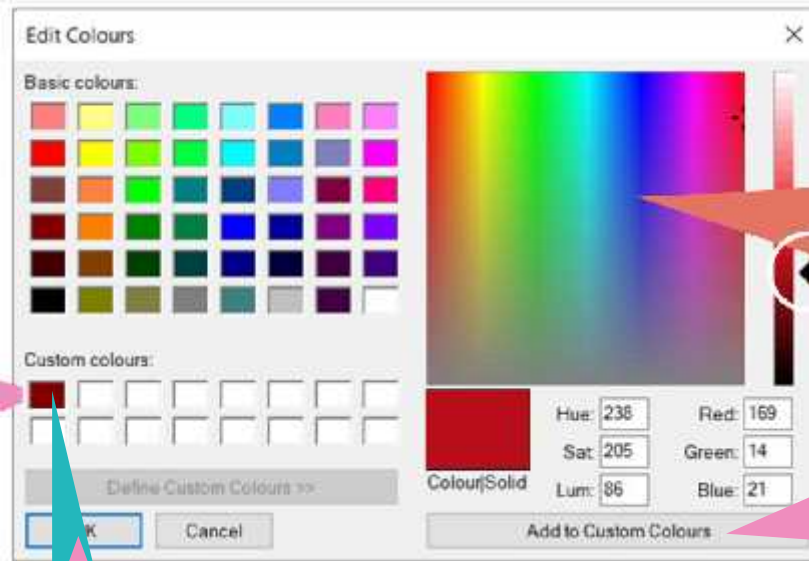 Edit Colours
Basic colours:
Custom colours:
Define Custom Colours >>
Cancel
Colour|Solid
Hue: 238
Sat: 205
Lum: 86
Red: 169
Green: 14
Blue: 21
Add to Custom Colours